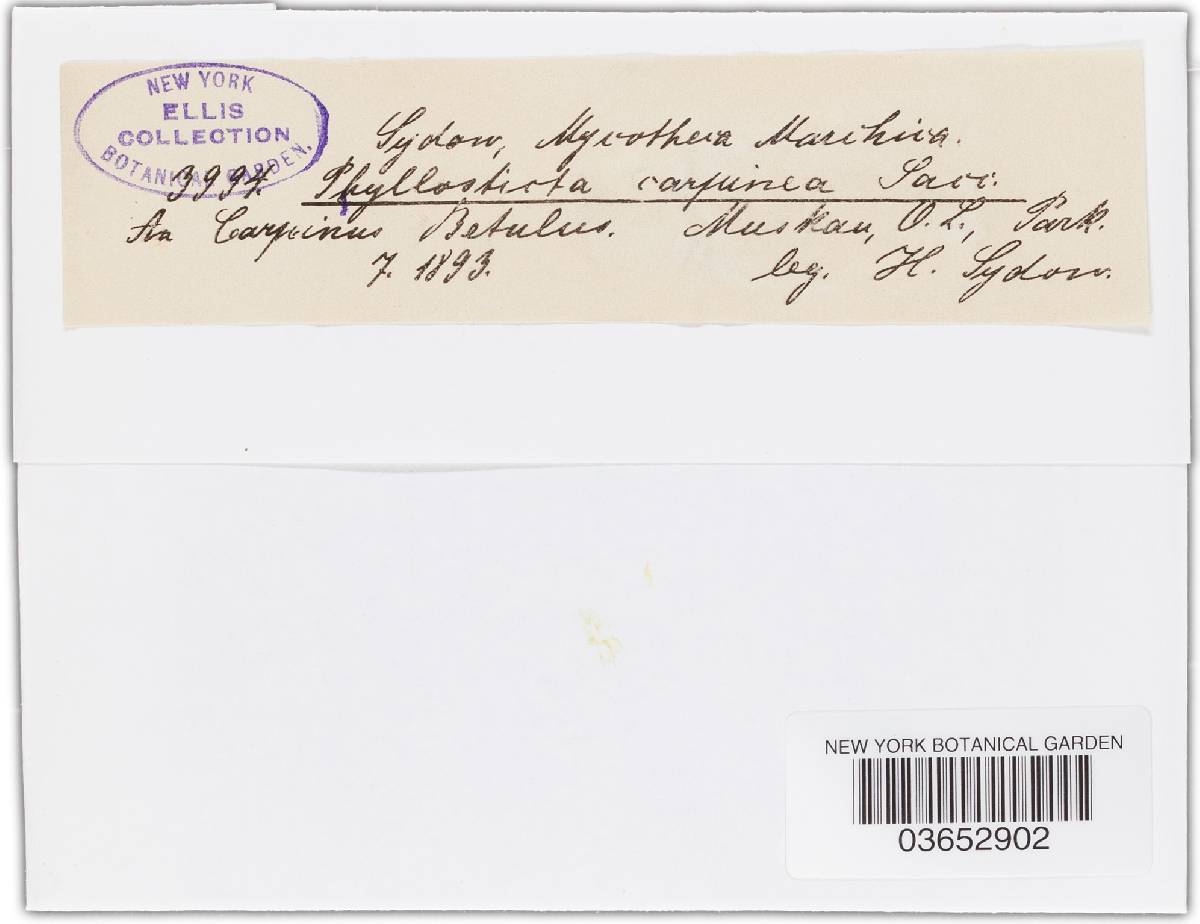 NEW YORK
ELLIS
COLLECTION
BOTANICAL GARDEN.
Sydow, Mycotheca Marchica.
3994. Phyllosticta carpinea Sacc.
An Carpinus Betulus. Muskau, O.L., Park.
7. 1893. leg. H. Sydow.
NEW YORK BOTANICAL GARDEN
03652902